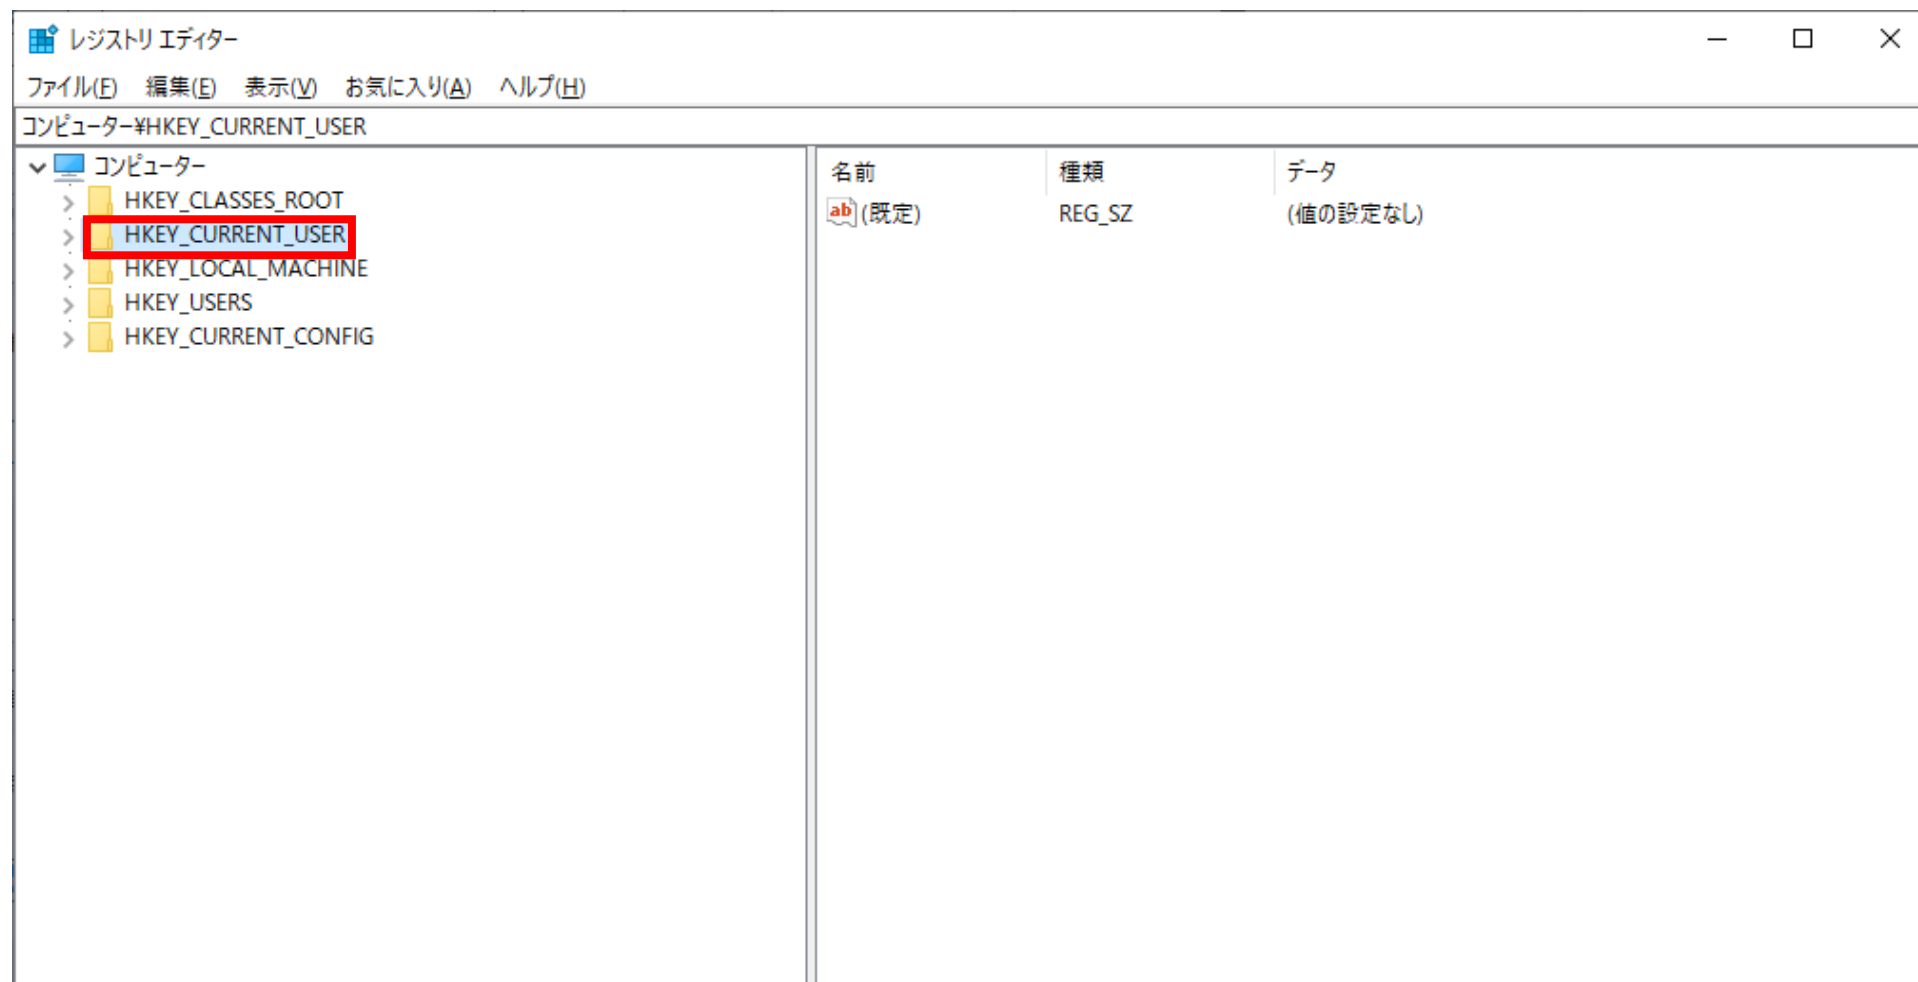 レジストリ エディター
ファイル(F) 編集(E) 表示(V) お気に入り(A) ヘルプ(H)
コンピューター¥HKEY_CURRENT_USER
コンピューター
HKEY_CLASSES_ROOT
HKEY_CURRENT_USER
HKEY_LOCAL_MACHINE
HKEY_USERS
HKEY_CURRENT_CONFIG
名前 種類 データ
ab (既定) REG_SZ (値の設定なし)